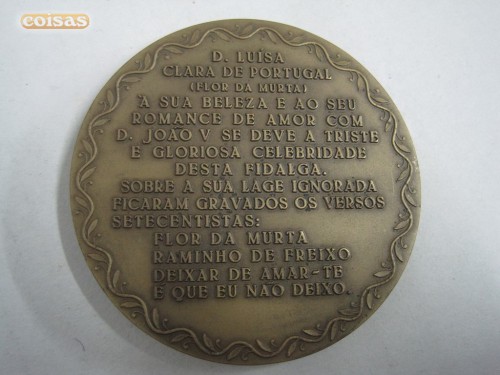 coisas
D. LUÍSA
CLARA DE PORTUGAL
(FLOR DA MURTA)
À SUA BELEZA E AO SEU
ROMANCE DE AMOR COM
D. JOÃO V SE DEVE A TRISTE
E GLORIOSA CELEBRIDADE
DESTA FIDALGA.
SOBRE A SUA LAGE IGNORADA
FICARAM GRAVADOS OS VERSOS
SETECENTISTAS:
FLOR DA MURTA
RAMINHO DE FREIXO
DEIXAR DE AMAR-TE
É QUE EU NÃO DEIXO.